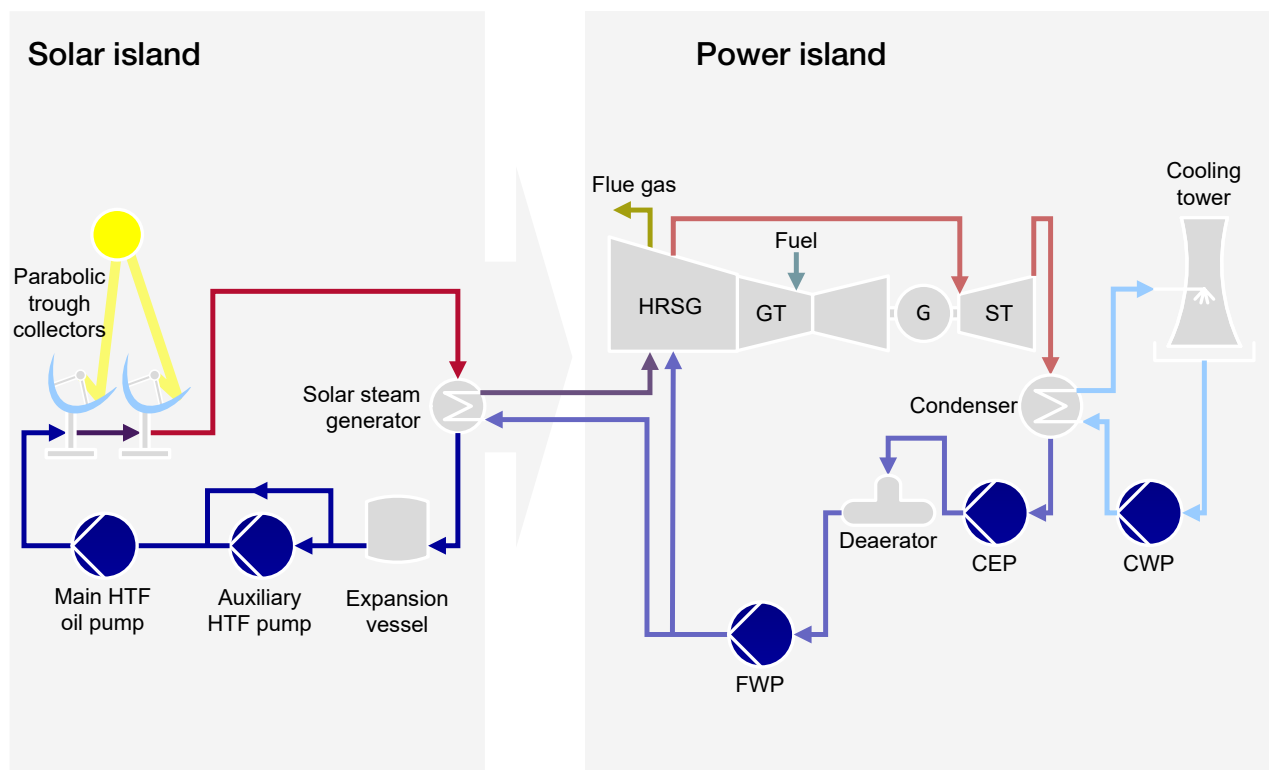 Solar island
Power island
Flue gas
Cooling
tower
Fuel
Parabolic
trough
collectors
HRSG
GT
G
ST
Solar steam
generator
Condenser
Deaerator
CEP
CWP
Main HTF
oil pump
Auxiliary
HTF pump
Expansion
vessel
FWP